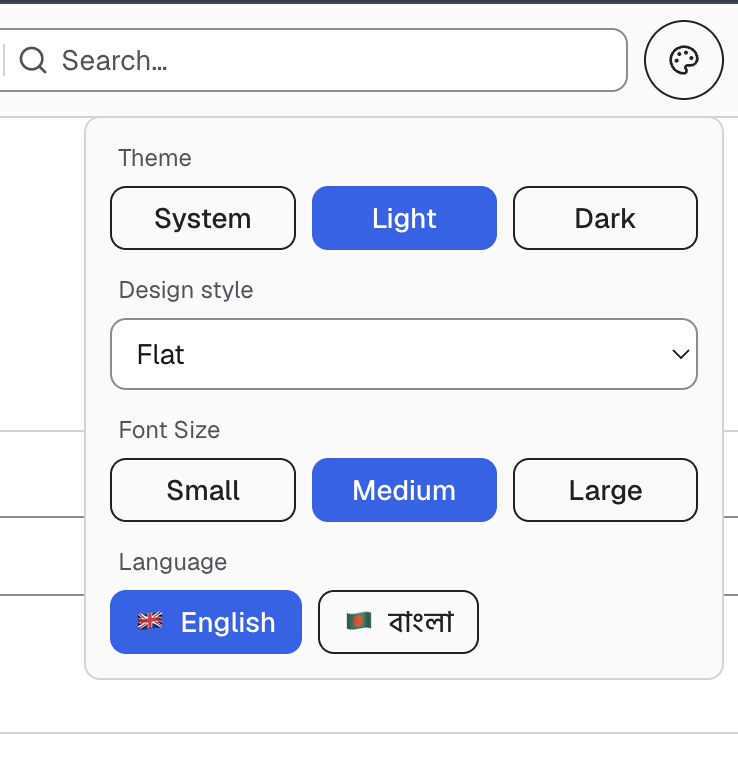 Search...
Theme
System Light Dark
Design style
Flat
Font Size
Small Medium Large
Language
English বাংলা